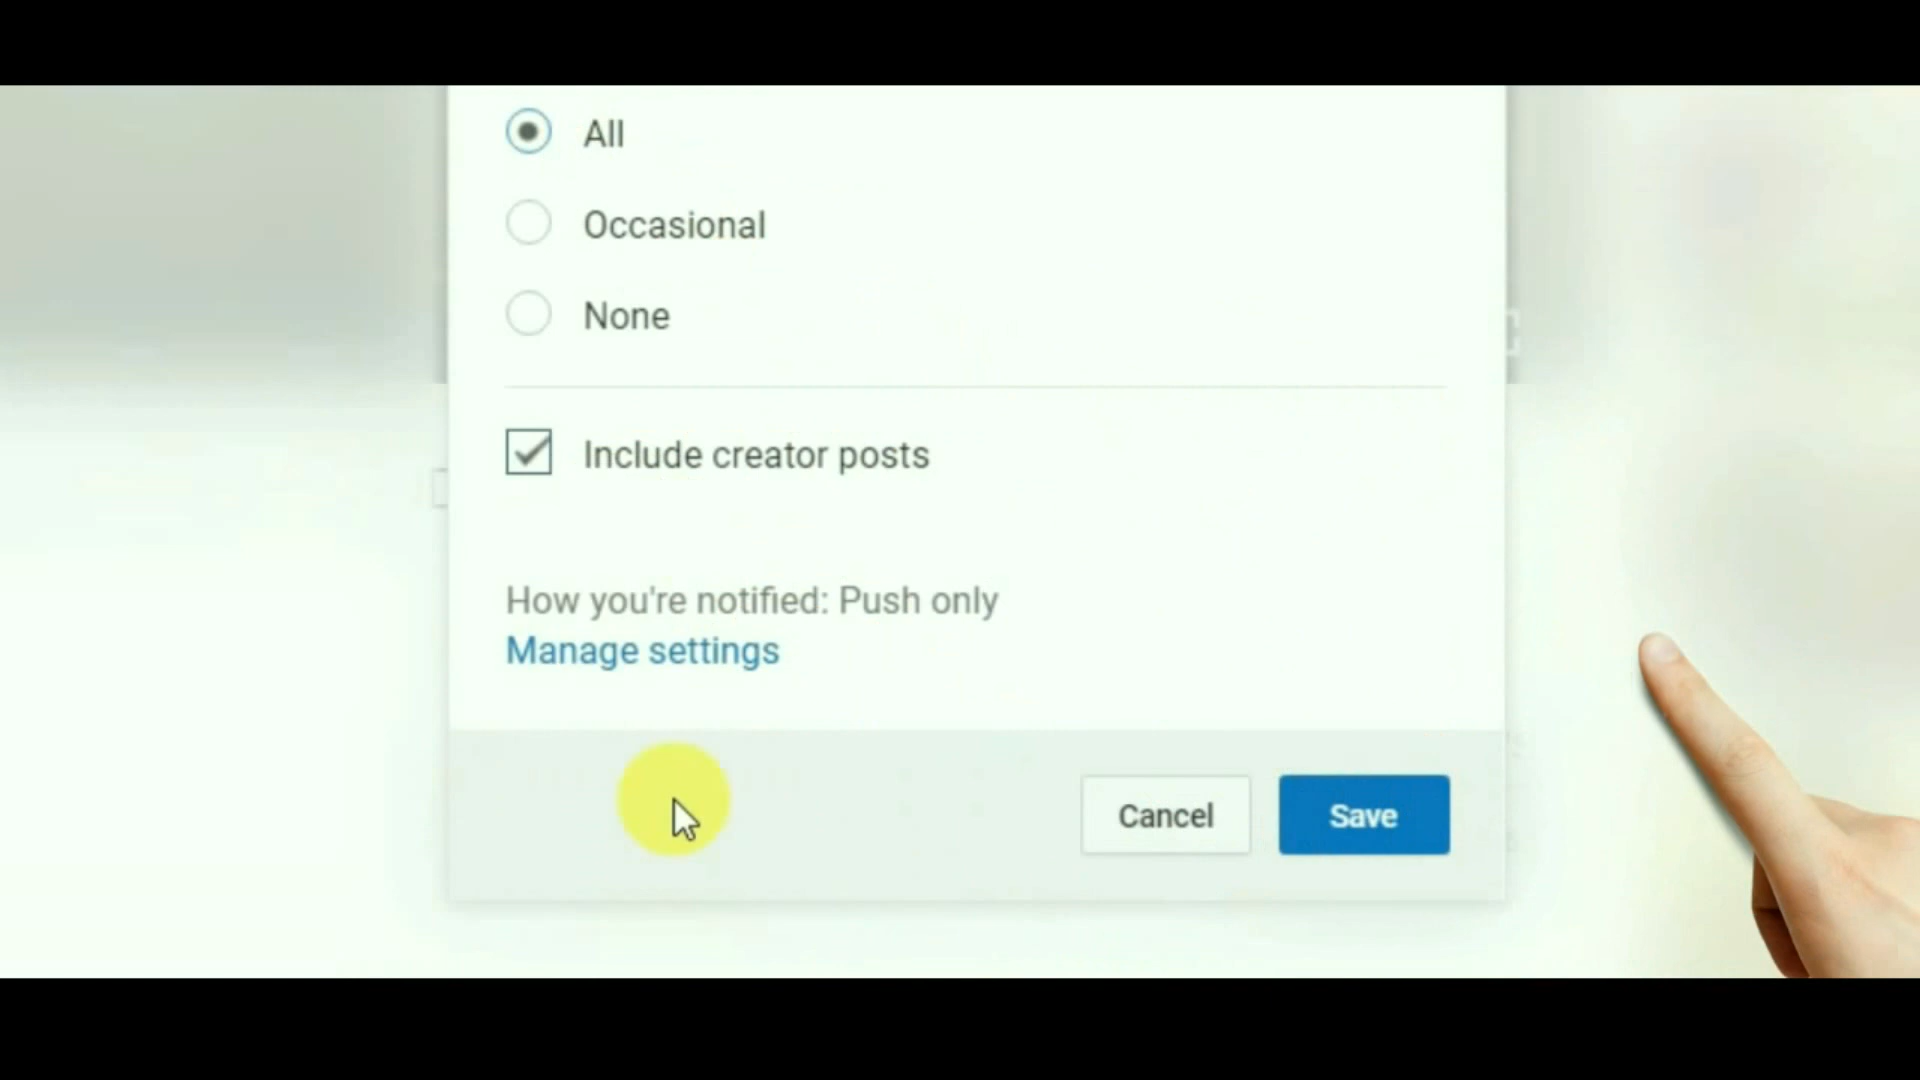 All
Occasional
None
Include creator posts
How you're notified: Push only
Manage settings
Cancel
Save